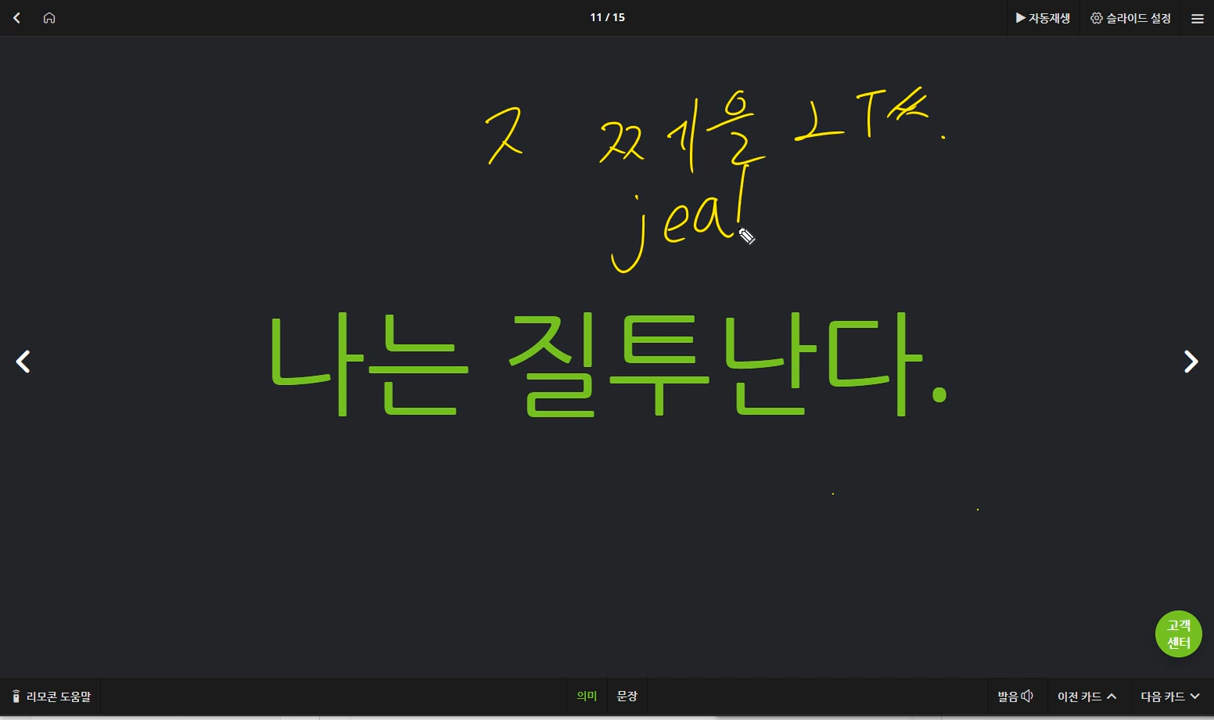 11 / 15
자동재생
슬라이드 설정
jeal
나는 질투난다.
고객
센터
리모콘 도움말
의미
문장
발음
이전 카드
다음 카드